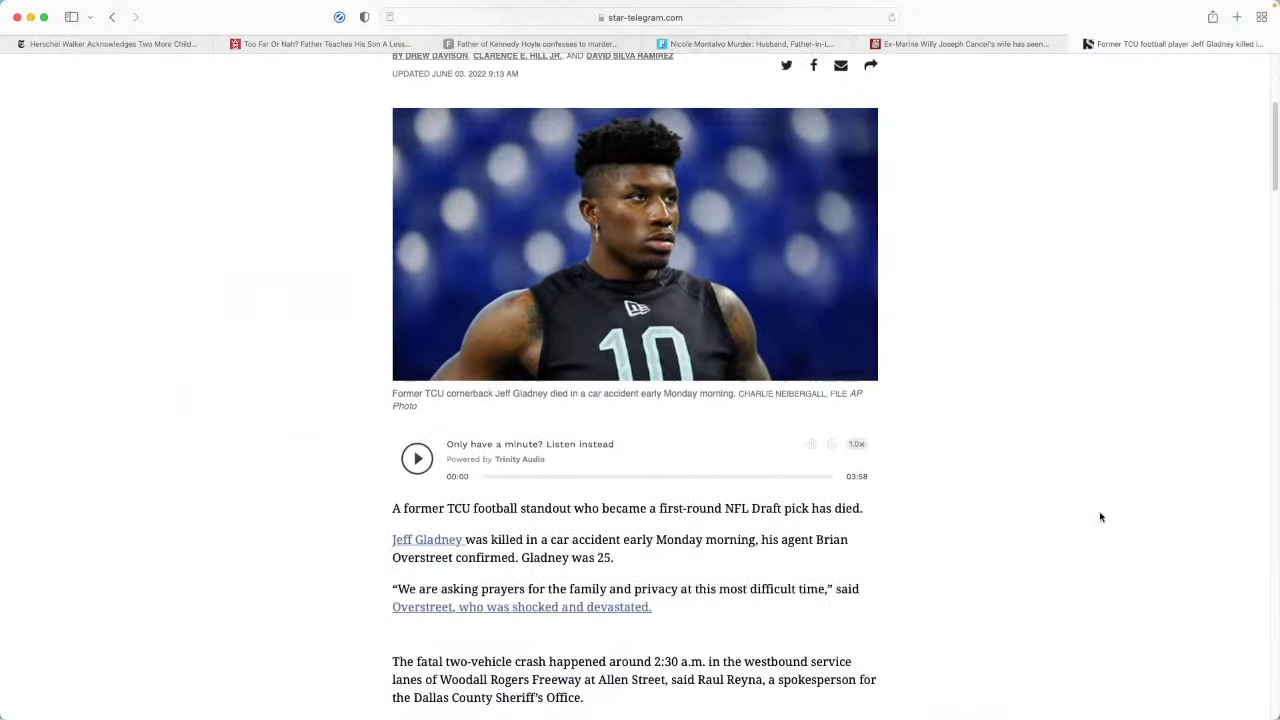 star-telegram.com
Herschel Walker Acknowledges Two More Child...
Too Far Or Nah? Father Teaches His Son A Less...
Father of Kennedy Hoyle confesses to murder...
Nicole Montalvo Murder: Husband, Father-in-L...
Ex-Marine Willy Joseph Cancel's wife has seen...
Former TCU football player Jeff Gladney killed i...
BY DREW DAVISON, CLARENCE E. HILL JR., AND DAVID SILVA RAMIREZ
UPDATED JUNE 03, 2022 9:13 AM
10
Former TCU cornerback Jeff Gladney died in a car accident early Monday morning. CHARLIE NEIBERGALL, FILE AP
Photo
Only have a minute? Listen instead
1.0x
Powered by Trinity Audio
00:00
03:58
A former TCU football standout who became a first-round NFL Draft pick has died.
Jeff Gladney was killed in a car accident early Monday morning, his agent Brian
Overstreet confirmed. Gladney was 25.
“We are asking prayers for the family and privacy at this most difficult time,” said
Overstreet, who was shocked and devastated.
The fatal two-vehicle crash happened around 2:30 a.m. in the westbound service
lanes of Woodall Rogers Freeway at Allen Street, said Raul Reyna, a spokesperson for
the Dallas County Sheriff’s Office.